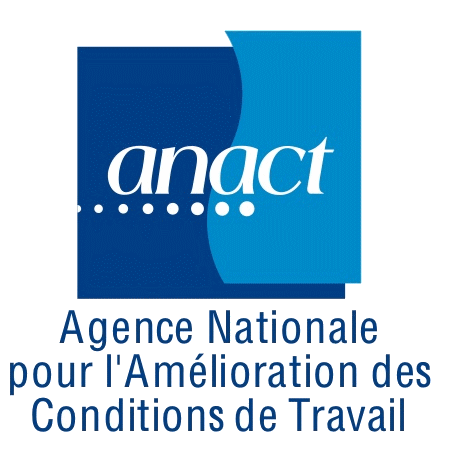 anact
Agence Nationale
pour l'Amélioration des
Conditions de Travail